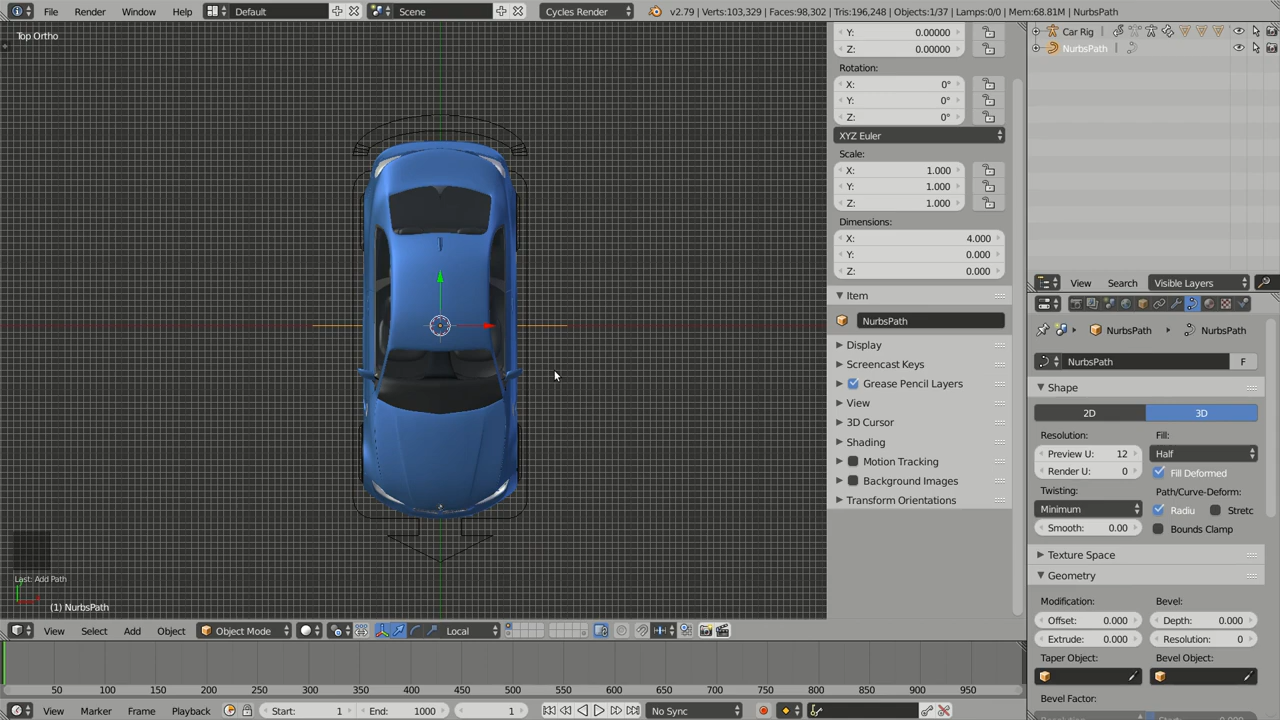 File Render Window Help Default Scene Cycles Render v2.79 | Verts:103,329 | Faces:98,302 | Tris:196,248 | Objects:1/37 | Lamps:0/0 | Mem:68.81M | NurbsPath
Top Ortho
Y: 0.00000
Z: 0.00000
Rotation:
X: 0°
Y: 0°
Z: 0°
XYZ Euler
Scale:
X: 1.000
Y: 1.000
Z: 1.000
Dimensions:
X: 4.000
Y: 0.000
Z: 0.000
Item
NurbsPath
Display
Screencast Keys
Grease Pencil Layers
View
3D Cursor
Shading
Motion Tracking
Background Images
Transform Orientations
Car Rig
NurbsPath
View Search Visible Layers
NurbsPath NurbsPath
NurbsPath F
Shape
2D 3D
Resolution: Fill:
Preview U: 12 Half
Render U: 0 Fill Deformed
Twisting: Path/Curve-Deform:
Minimum Radiu Stretc
Smooth: 0.00 Bounds Clamp
Texture Space
Geometry
Modification: Bevel:
Offset: 0.000 Depth: 0.000
Extrude: 0.000 Resolution: 0
Taper Object: Bevel Object:
Bevel Factor:
Last: Add Path
(1) NurbsPath
View Select Add Object Object Mode Local
50 100 150 200 250 300 350 400 450 500 550 600 650 700 750 800 850 900 950
View Marker Frame Playback Start: 1 End: 1000 1 No Sync